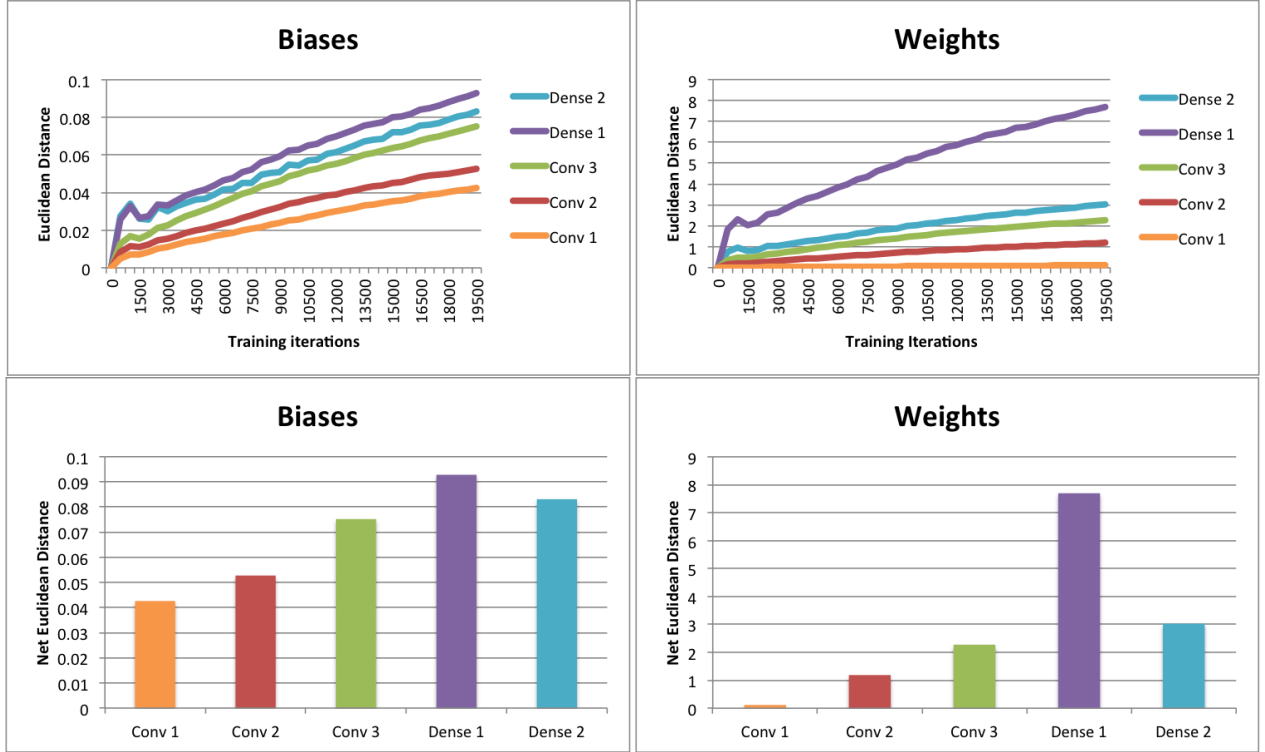 Biases
Euclidean Distance
0.1
0.08
0.06
0.04
0.02
0
0 1500 3000 4500 6000 7500 9000 10500 12000 13500 15000 16500 18000 19500
Training iterations
Dense 2
Dense 1
Conv 3
Conv 2
Conv 1
Weights
Euclidean Distance
9
8
7
6
5
4
3
2
1
0
0 1500 3000 4500 6000 7500 9000 10500 12000 13500 15000 16500 18000 19500
Training Iterations
Dense 2
Dense 1
Conv 3
Conv 2
Conv 1
Biases
Net Euclidean Distance
0.1
0.09
0.08
0.07
0.06
0.05
0.04
0.03
0.02
0.01
0
Conv 1 Conv 2 Conv 3 Dense 1 Dense 2
Weights
Net Euclidean Distance
9
8
7
6
5
4
3
2
1
0
Conv 1 Conv 2 Conv 3 Dense 1 Dense 2